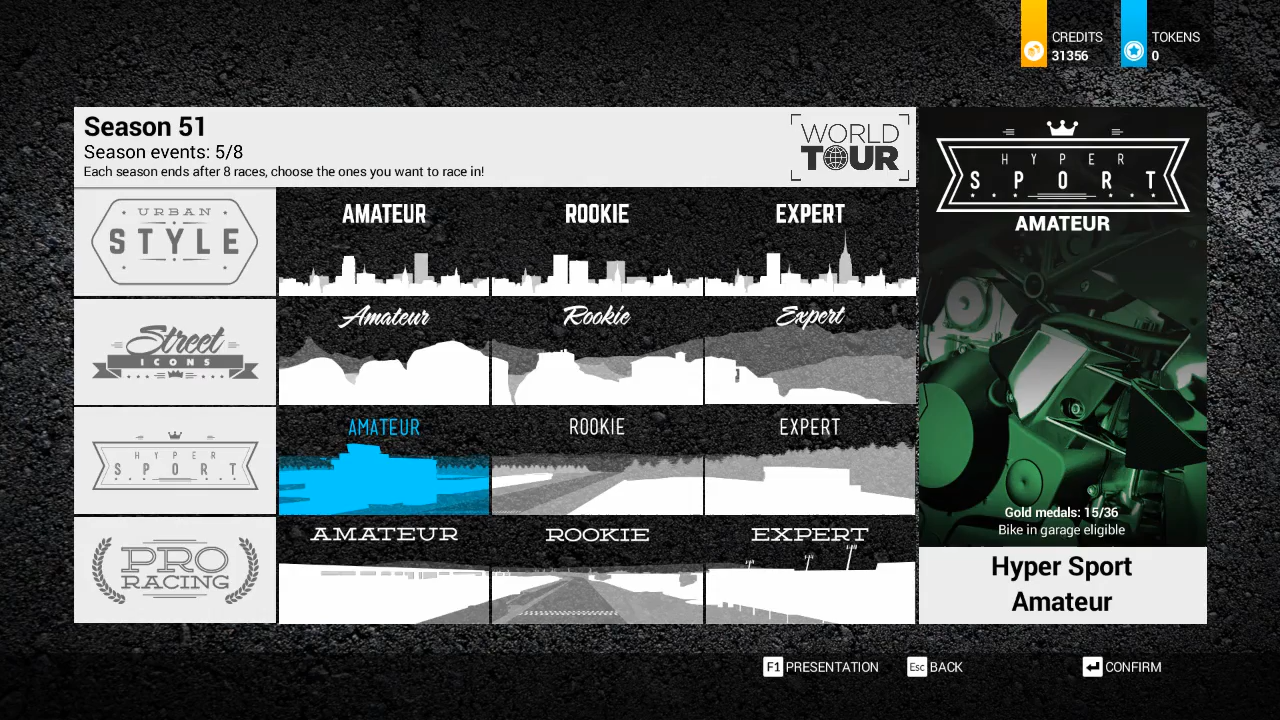 CREDITS
31356
TOKENS
0
Season 51
Season events: 5/8
Each season ends after 8 races, choose the ones you want to race in!
WORLD
TOUR
URBAN
STYLE
AMATEUR
ROOKIE
EXPERT
Street
ICONS
Amateur
Rookie
Expert
HYPER
SPORT
AMATEUR
ROOKIE
EXPERT
PRO
RACING
AMATEUR
ROOKIE
EXPERT
HYPER
SPORT
AMATEUR
Gold medals: 15/36
Bike in garage eligible
Hyper Sport
Amateur
F1 PRESENTATION
Esc BACK
CONFIRM